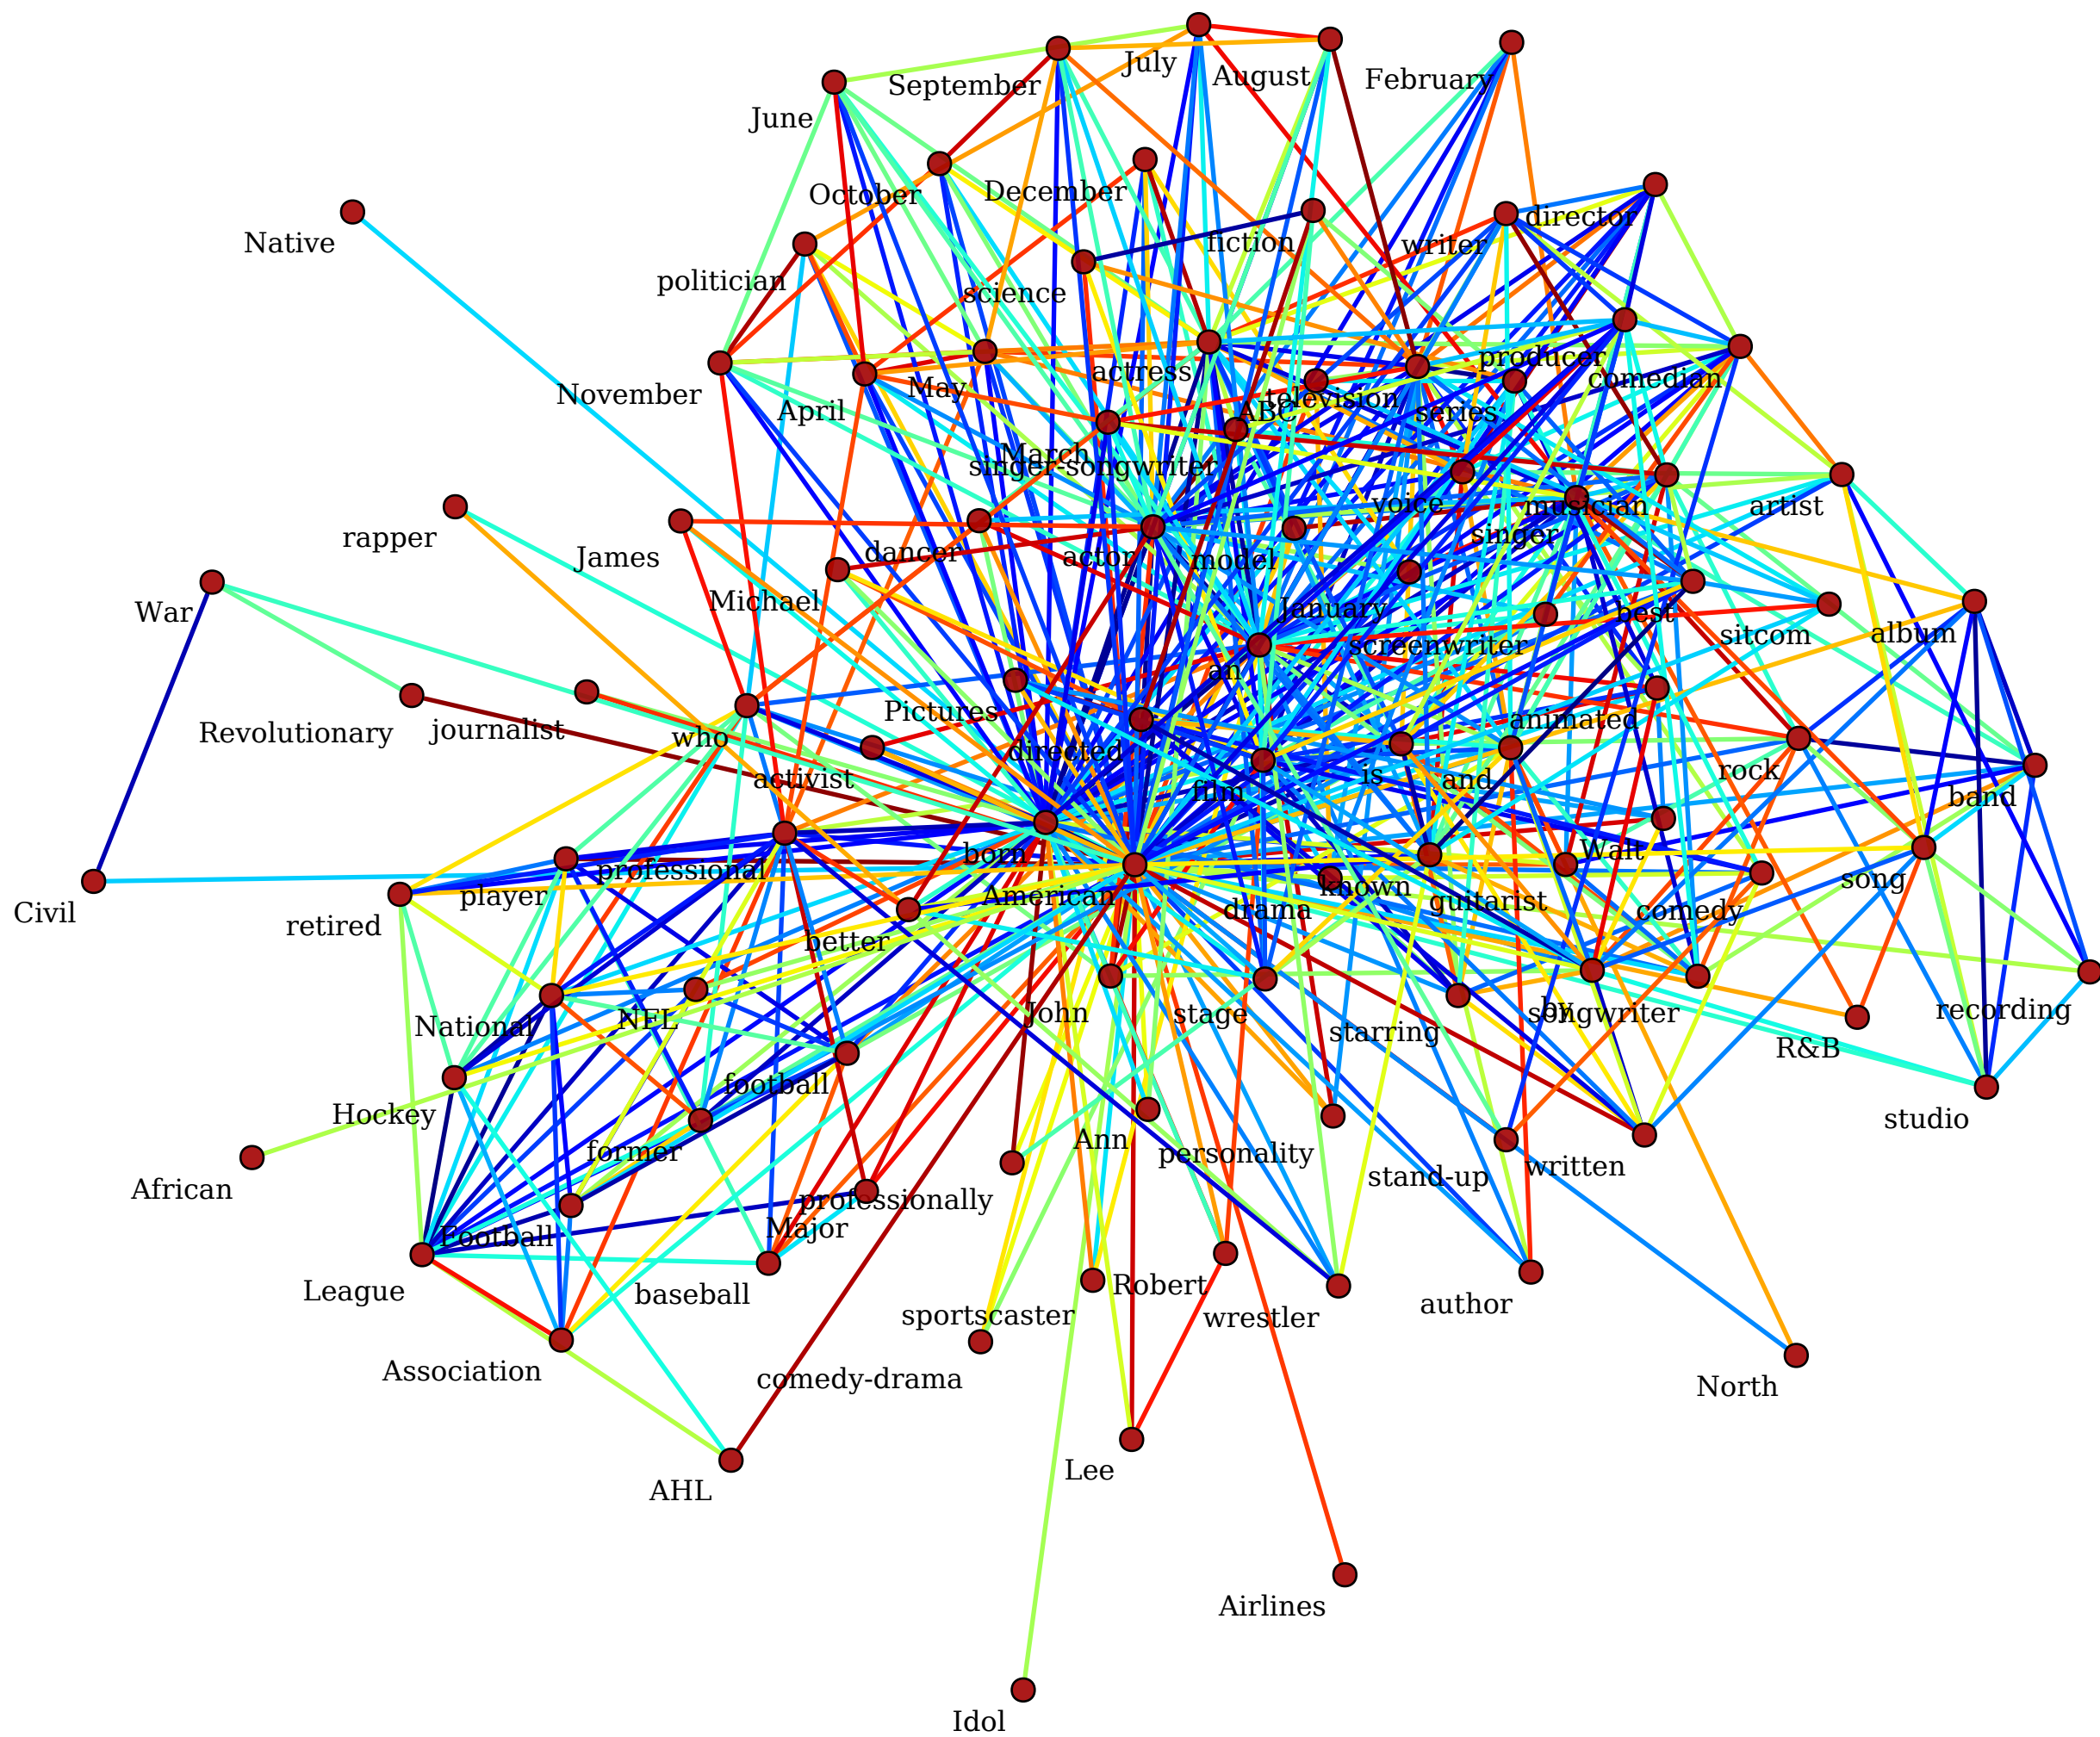 July
August
February
September
June
October
December
director
fiction
writer
Native
politician
science
producer
actress
comedian
television
November
April
May
ABC
series
March
singer-songwriter
voice
musician
artist
singer
rapper
James
dancer
actor
model
Michael
January
best
War
sitcom
album
screenwriter
an
Pictures
animated
Revolutionary
journalist
who
directed
activist
is
and
rock
film
band
Walt
born
professional
known
song
player
American
guitarist
comedy
drama
Civil
retired
better
by
songwriter
John
stage
recording
National
NFL
starring
R&B
football
Hockey
studio
Ann
former
personality
written
stand-up
African
professionally
Major
Football
Robert
League
baseball
author
sportscaster
wrestler
Association
comedy-drama
North
Lee
AHL
Airlines
Idol